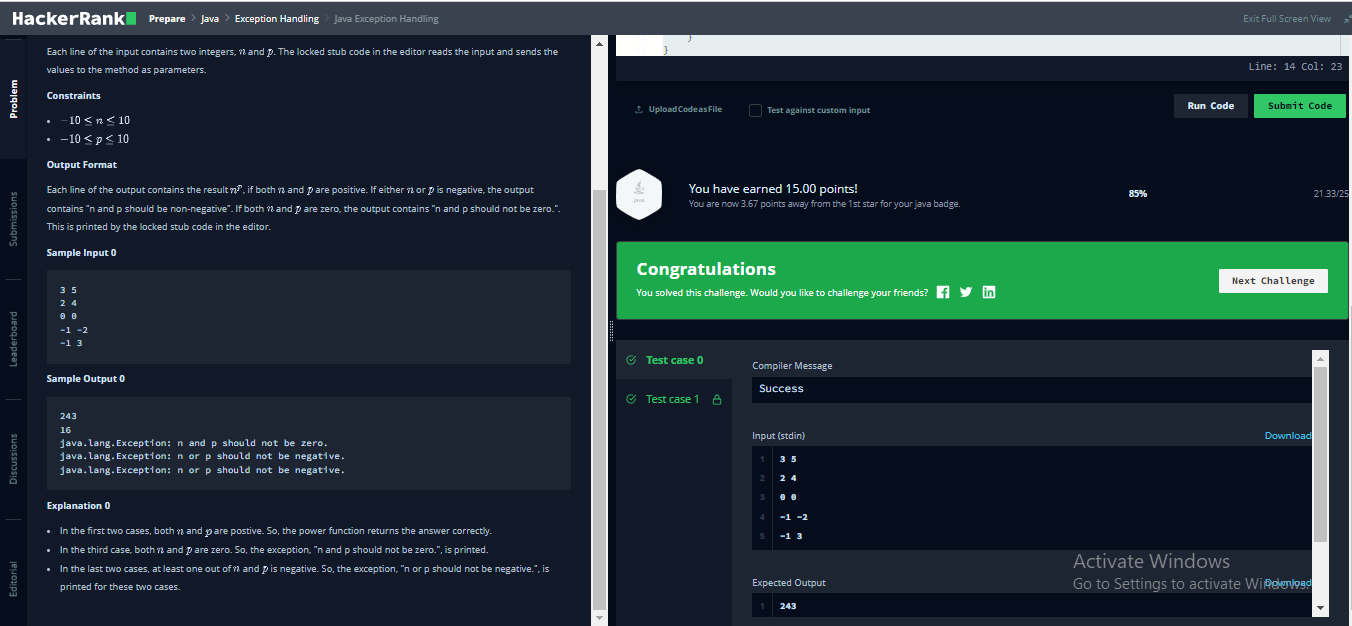 HackerRank Prepare > Java > Exception Handling > Java Exception Handling Exit Full Screen View
Problem
Submissions
Leaderboard
Discussions
Editorial
Each line of the input contains two integers, n and p. The locked stub code in the editor reads the input and sends the
values to the method as parameters.
Constraints
• −10 ≤ n ≤ 10
• −10 ≤ p ≤ 10
Output Format
Each line of the output contains the result n^p, if both n and p are positive. If either n or p is negative, the output
contains "n and p should be non-negative". If both n and p are zero, the output contains "n and p should not be zero.".
This is printed by the locked stub code in the editor.
Sample Input 0
3 5
2 4
0 0
-1 -2
-1 3
Sample Output 0
243
16
java.lang.Exception: n and p should not be zero.
java.lang.Exception: n or p should not be negative.
java.lang.Exception: n or p should not be negative.
Explanation 0
• In the first two cases, both n and p are postive. So, the power function returns the answer correctly.
• In the third case, both n and p are zero. So, the exception, "n and p should not be zero.", is printed.
• In the last two cases, at least one out of n and p is negative. So, the exception, "n or p should not be negative.", is
printed for these two cases.
}
}
Line: 14 Col: 23
Upload Code as File
Test against custom input
Run Code
Submit Code
Java
You have earned 15.00 points!
You are now 3.67 points away from the 1st star for your java badge.
85%
21.33/25
Congratulations
You solved this challenge. Would you like to challenge your friends?
Next Challenge
Test case 0
Test case 1
Compiler Message
Success
Input (stdin)
Download
1 3 5
2 2 4
3 0 0
4 -1 -2
5 -1 3
Expected Output
Download
1 243
Activate Windows
Go to Settings to activate Windows.